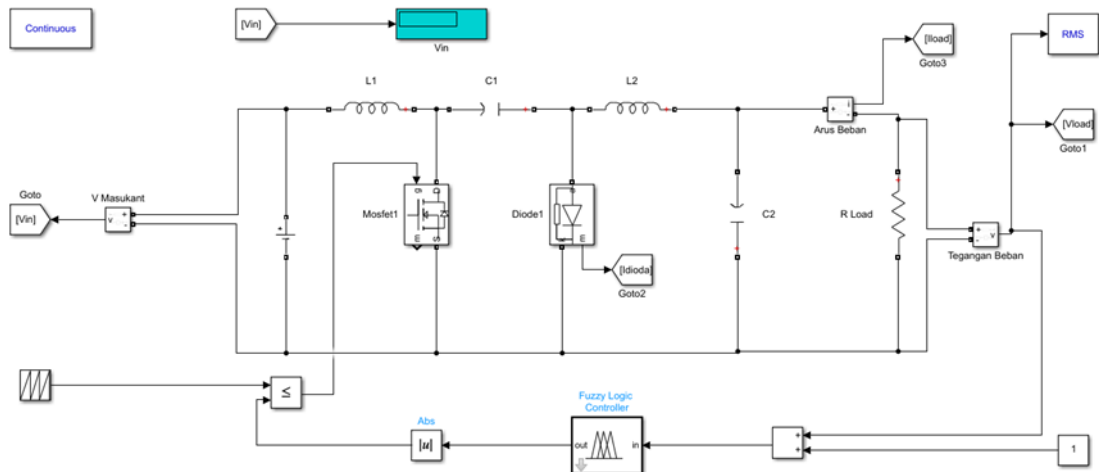 Continuous
[Vin]
Vin
[Iload]
Goto3
RMS
L1
C1
L2
+
-
i
Arus Beban
[Vload]
Goto1
Goto
[Vin]
V Masukant
v
+
-
+
g
D
Mosfet1
m
S
a
Diode1
k
m
C2
R Load
+
-
v
Tegangan Beban
[Idioda]
Goto2
≤
Fuzzy Logic
Controller
Abs
|u|
out
in
+
+
1